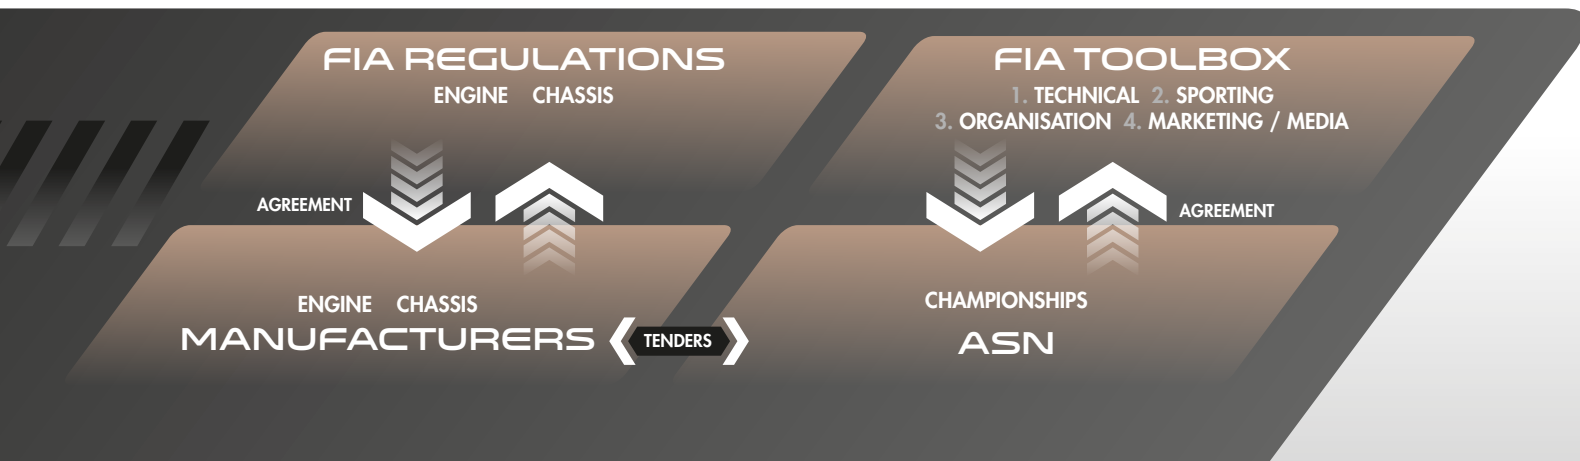 FIA REGULATIONS
ENGINE CHASSIS
AGREEMENT
ENGINE CHASSIS
MANUFACTURERS
TENDERS
FIA TOOLBOX
1. TECHNICAL 2. SPORTING
3. ORGANISATION 4. MARKETING / MEDIA
AGREEMENT
CHAMPIONSHIPS
ASN